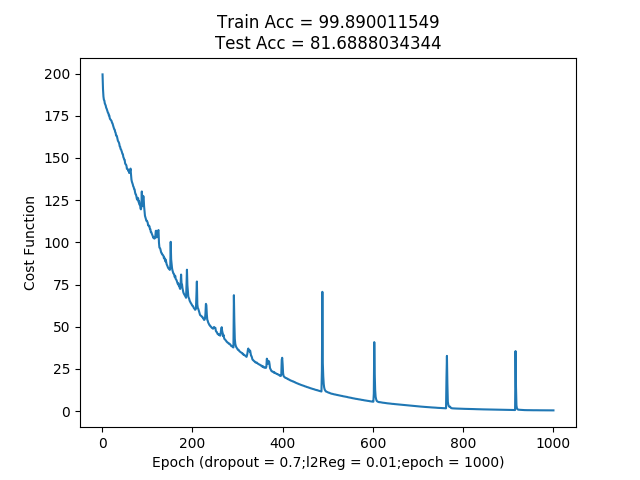 Train Acc = 99.890011549
Test Acc = 81.6888034344
200
175
150
125
100
75
50
25
0
Cost Function
0 200 400 600 800 1000
Epoch (dropout = 0.7;l2Reg = 0.01;epoch = 1000)